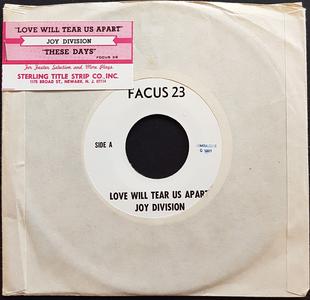 "LOVE WILL TEAR US APART"
JOY DIVISION
"THESE DAYS"
FOCUS 23
For Faster Selection and More Plays.
STERLING TITLE STRIP CO., INC.
1175 BROAD ST., NEWARK, N. J. 07114
FACUS 23
SIDE A
LOVE WILL TEAR US APART
JOY DIVISION